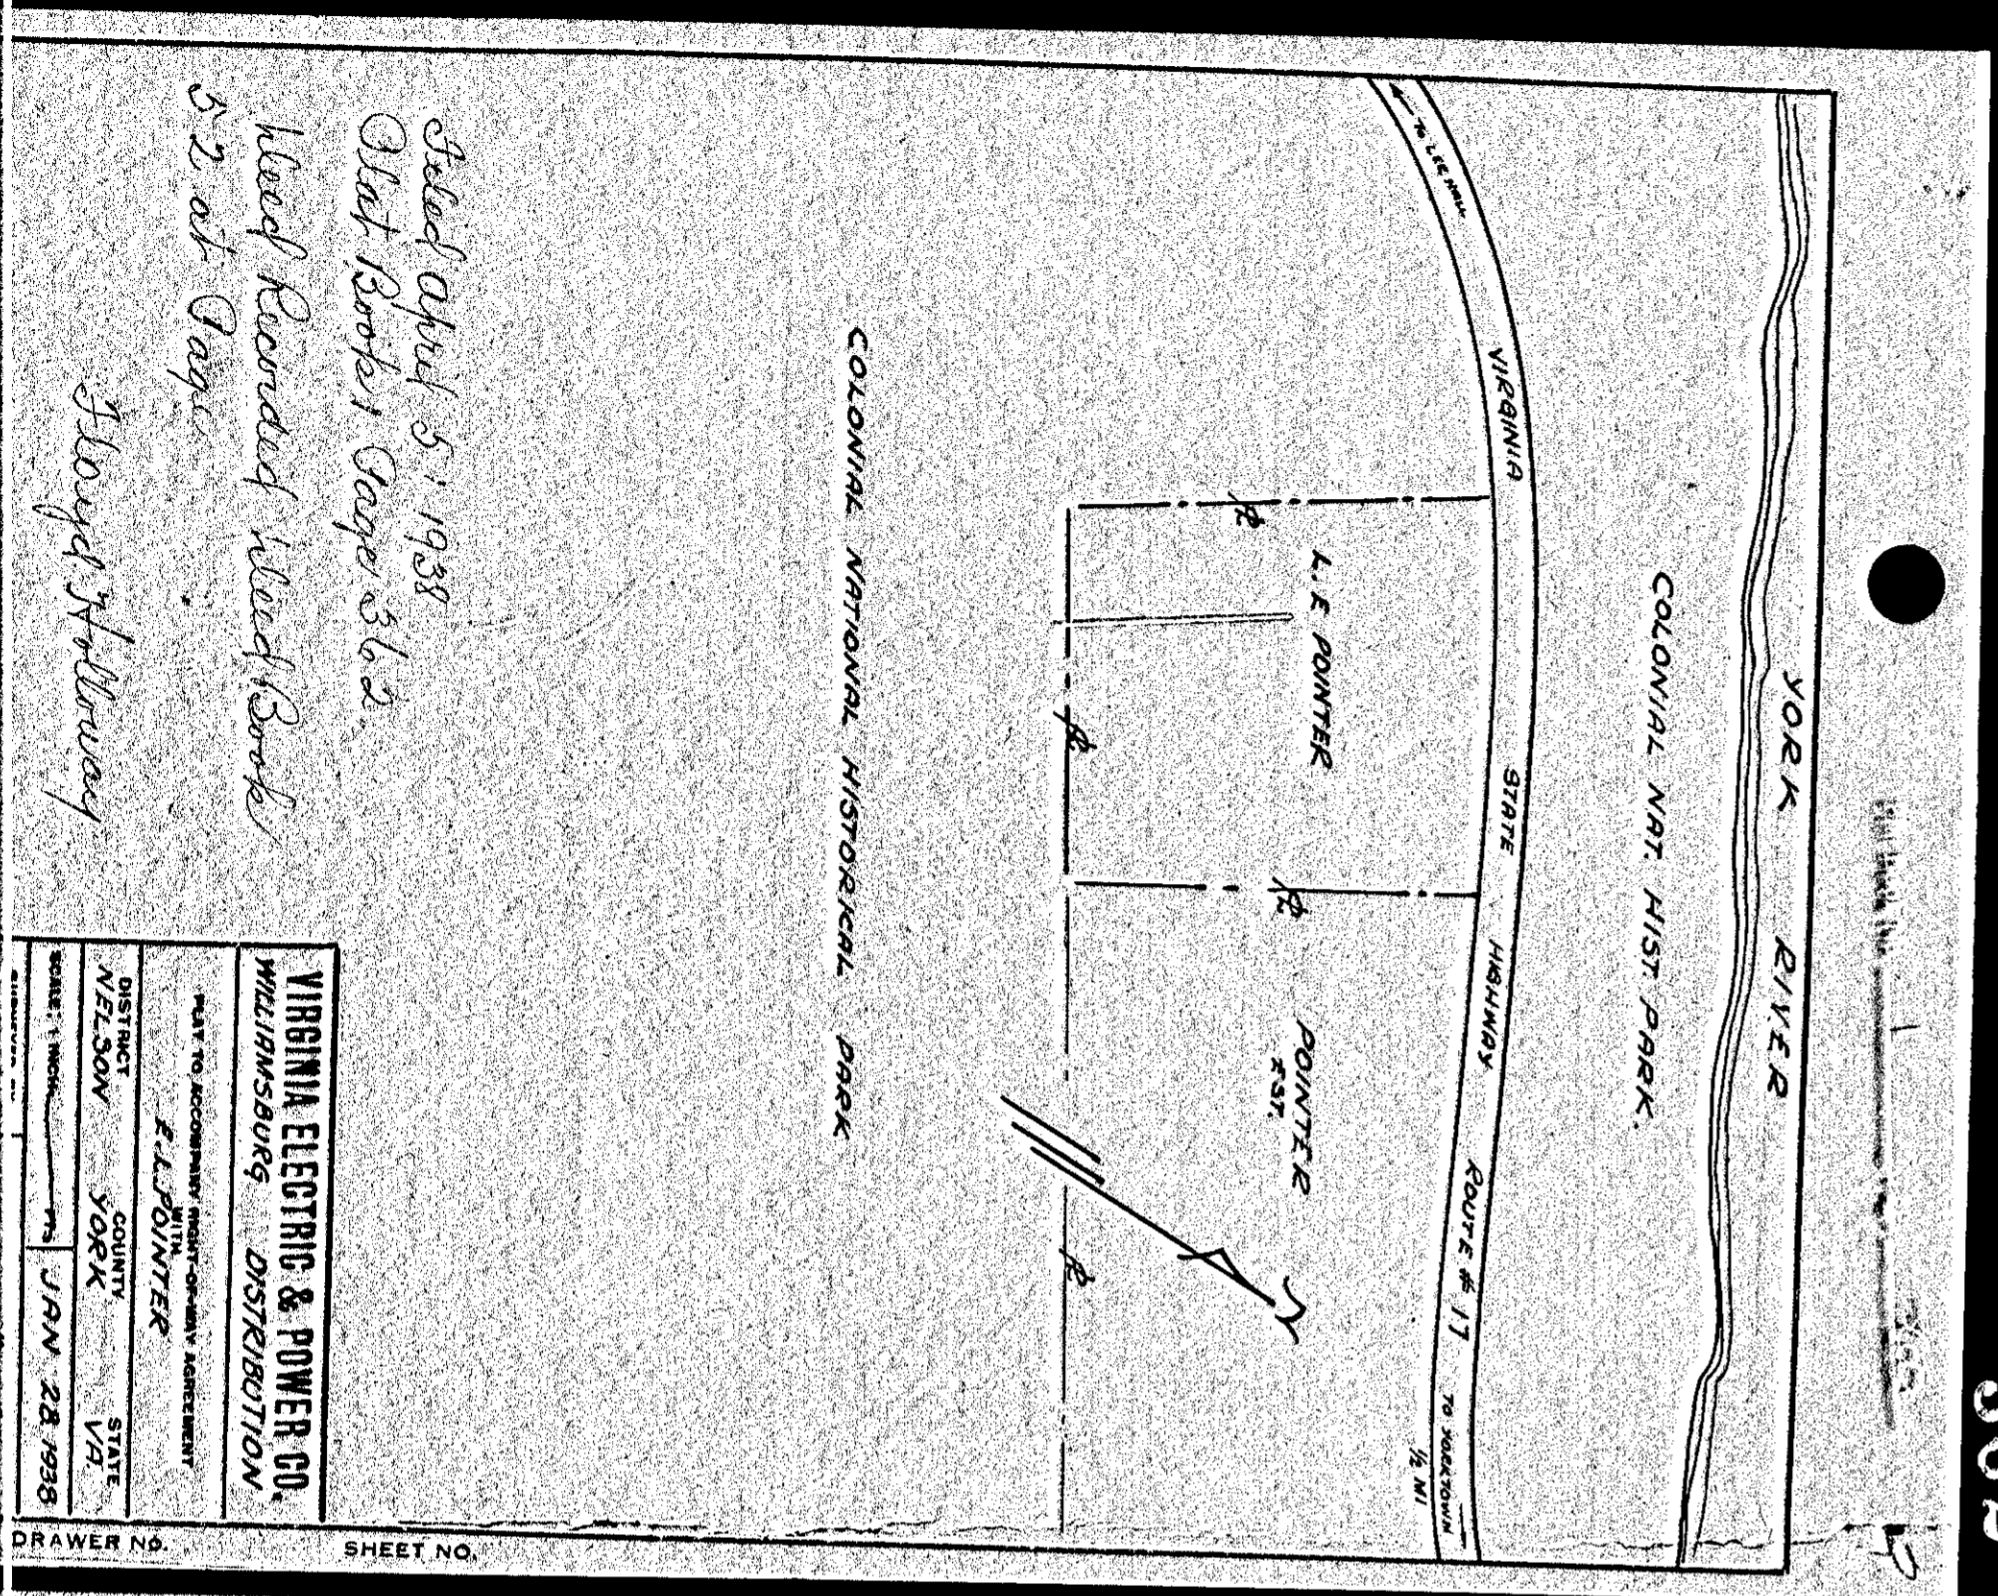 YORK RIVER
COLONIAL NAT. HIST. PARK.
TO LEE HALL
VIRGINIA STATE HIGHWAY ROUTE # 17
TO YORKTOWN
1/2 MI
L.E POINTER
POINTER
EST.
N
COLONIAL NATIONAL HISTORICAL PARK
Filed April 5, 1938
Plat Book 1 Page 362
Deed Recorded Deed Book
52 at Page
Floyd Holloway
VIRGINIA ELECTRIC & POWER CO.
WILLIAMSBURG DISTRIBUTION
PLAT TO ACCOMPANY RIGHT-OF-WAY AGREEMENT
WITH
E.L. POINTER
DISTRICT COUNTY STATE
NELSON YORK VA.
SCALE: 1 INCH JAN 28 1938
DRAWER NO. SHEET NO.